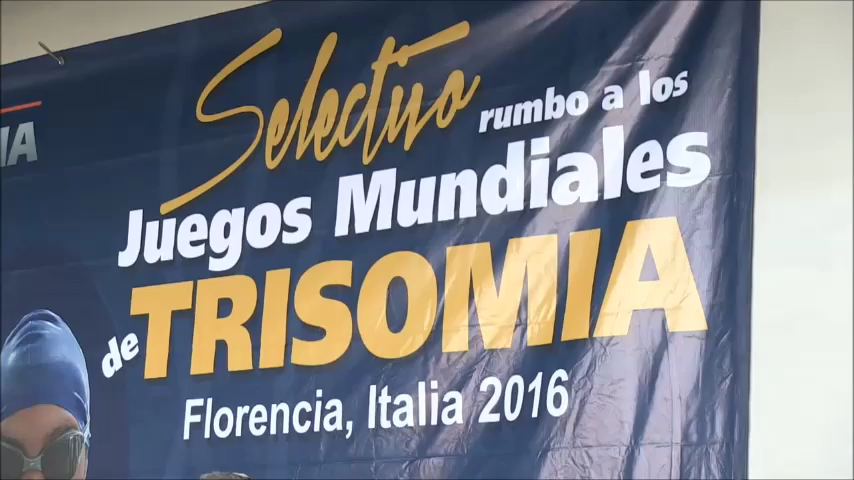 Selectivo rumbo a los
Juegos Mundiales
de TRISOMIA
Florencia, Italia 2016